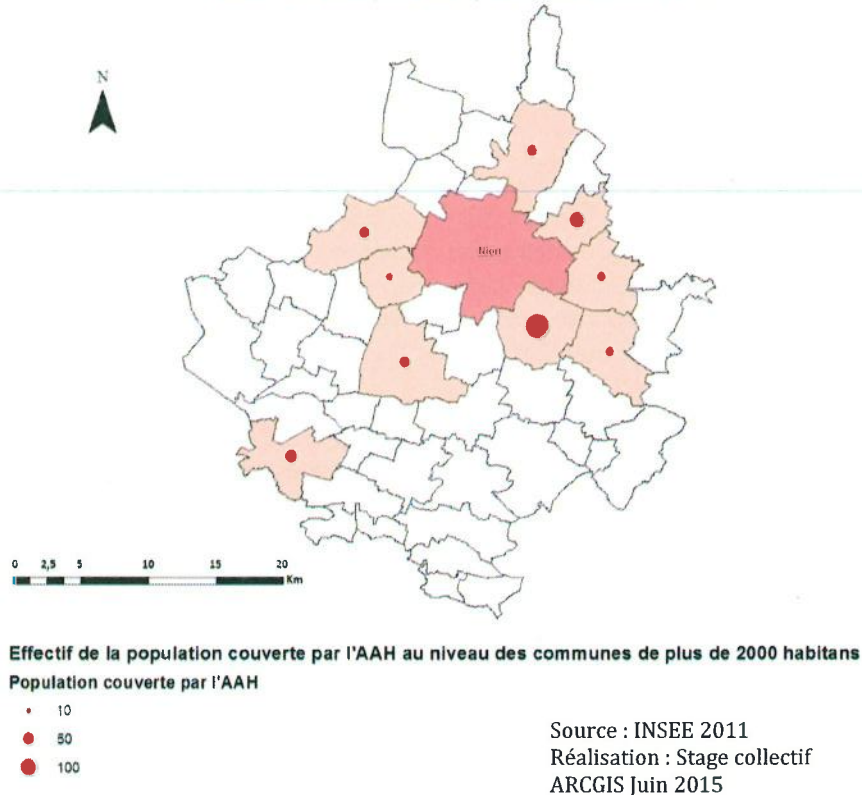 N
Niort
0 2,5 5 10 15 20
Km
Effectif de la population couverte par l'AAH au niveau des communes de plus de 2000 habitans
Population couverte par l'AAH
10
50
100
Source : INSEE 2011
Réalisation : Stage collectif
ARCGIS Juin 2015